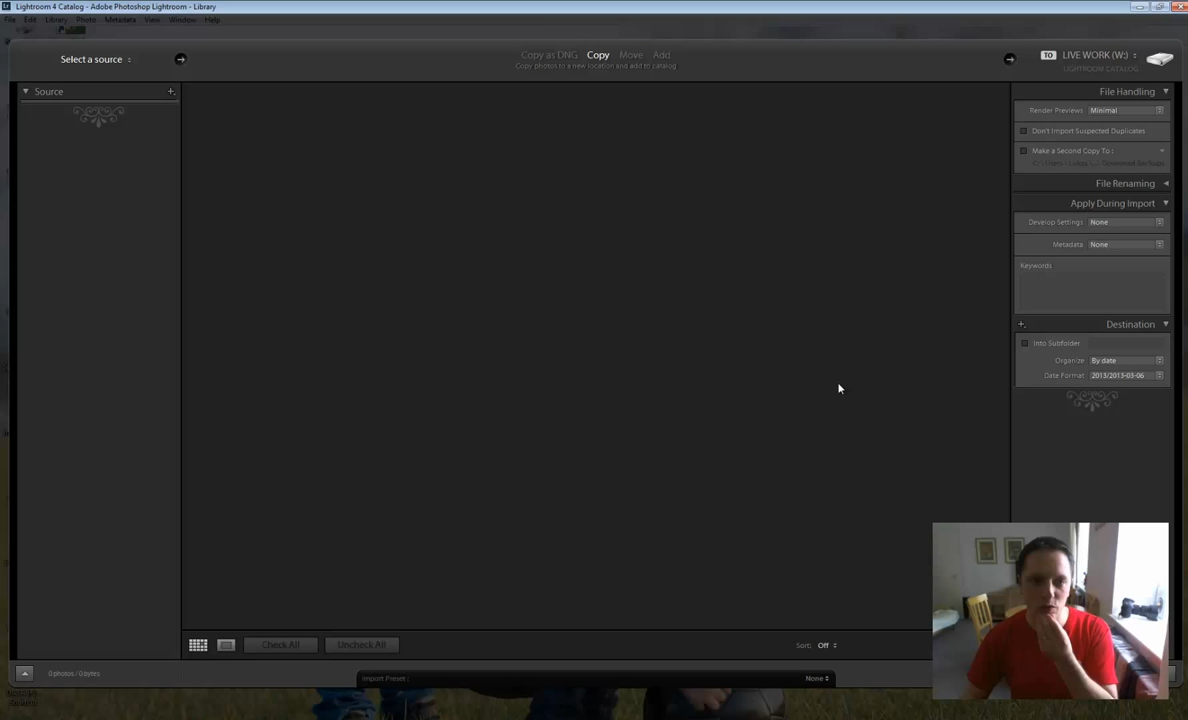 Lightroom 4 Catalog - Adobe Photoshop Lightroom - Library
File Edit Library Photo Metadata View Window Help
Select a source
Copy as DNG Copy Move Add
Copy photos to a new location and add to catalog
TO LIVE WORK (W:)
LIGHTROOM CATALOG
Source
File Handling
Render Previews Minimal
Don't Import Suspected Duplicates
Make a Second Copy To :
File Renaming
Apply During Import
Develop Settings None
Metadata None
Keywords
Destination
Into Subfolder
Organize By date
Date Format 2013/2013-03-06
Check All Uncheck All Sort: Off
0 photos / 0 bytes
Import Preset : None